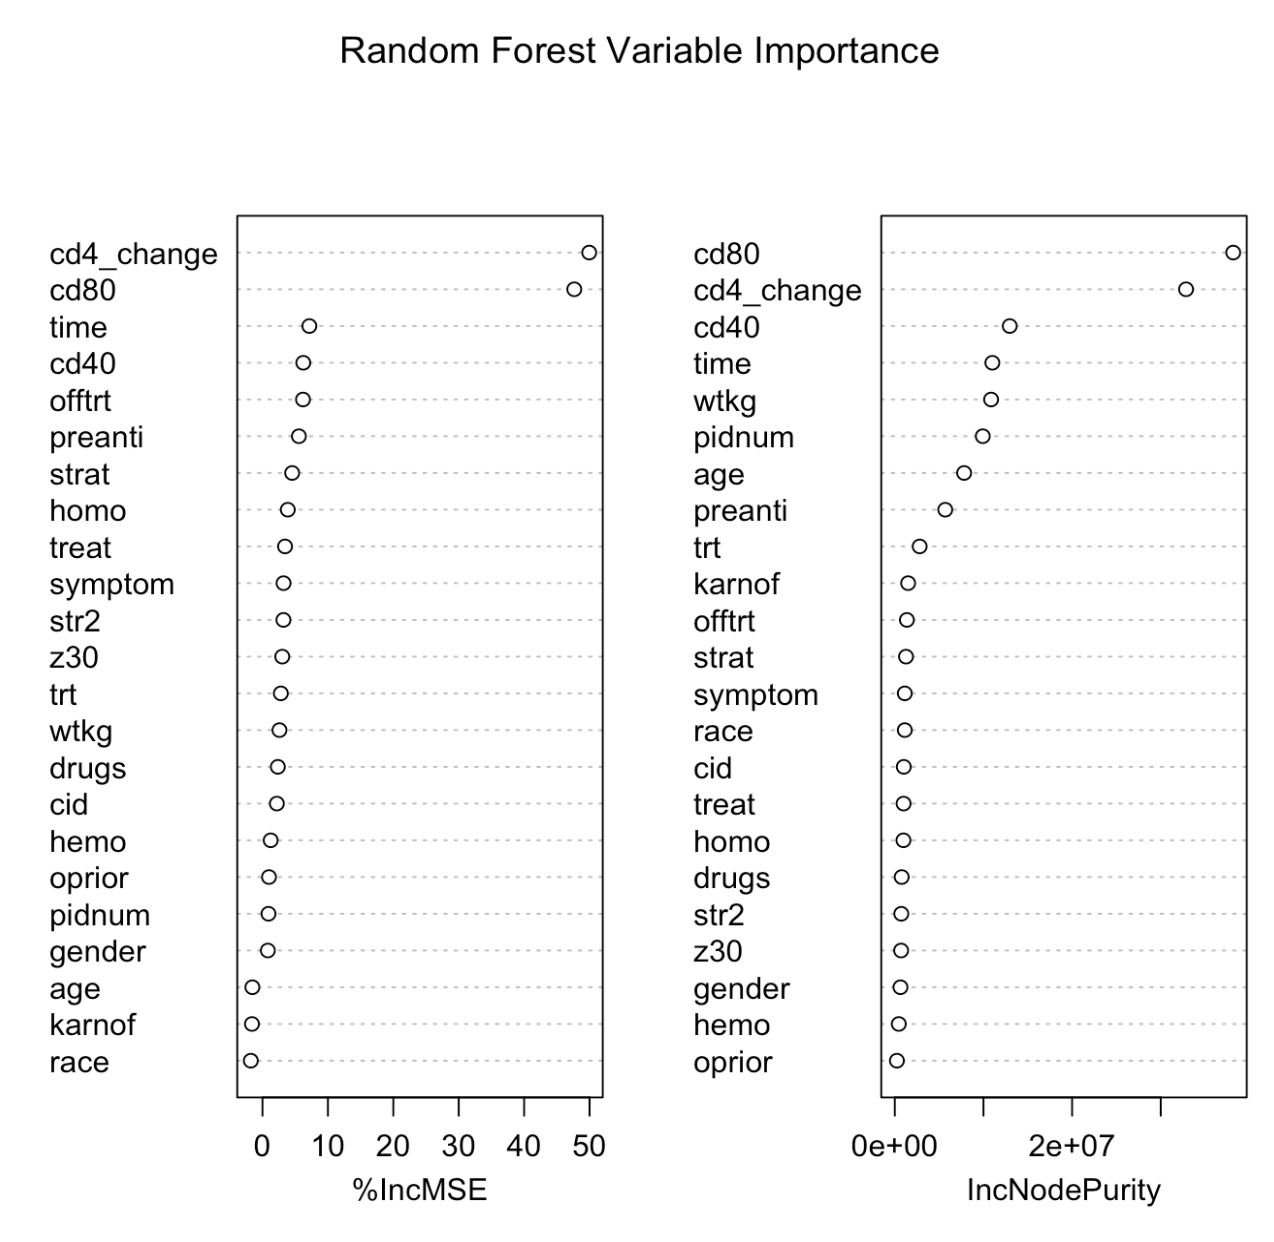 Random Forest Variable Importance
cd4_change
cd80
time
cd40
offtrt
preanti
strat
homo
treat
symptom
str2
z30
trt
wtkg
drugs
cid
hemo
oprior
pidnum
gender
age
karnof
race
0 10 20 30 40 50
%IncMSE
cd80
cd4_change
cd40
time
wtkg
pidnum
age
preanti
trt
karnof
offtrt
strat
symptom
race
cid
treat
homo
drugs
str2
z30
gender
hemo
oprior
0e+00 2e+07
IncNodePurity